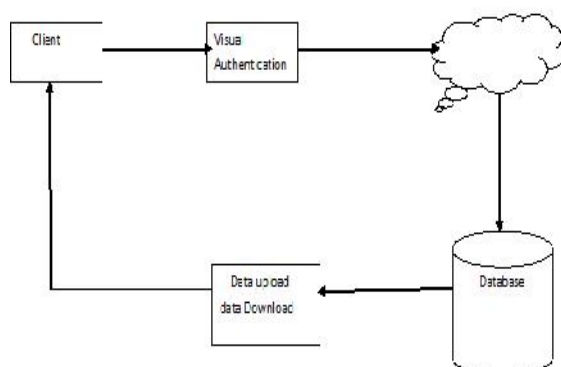 Client
Visual
Authentication
Data upload
data Download
Database